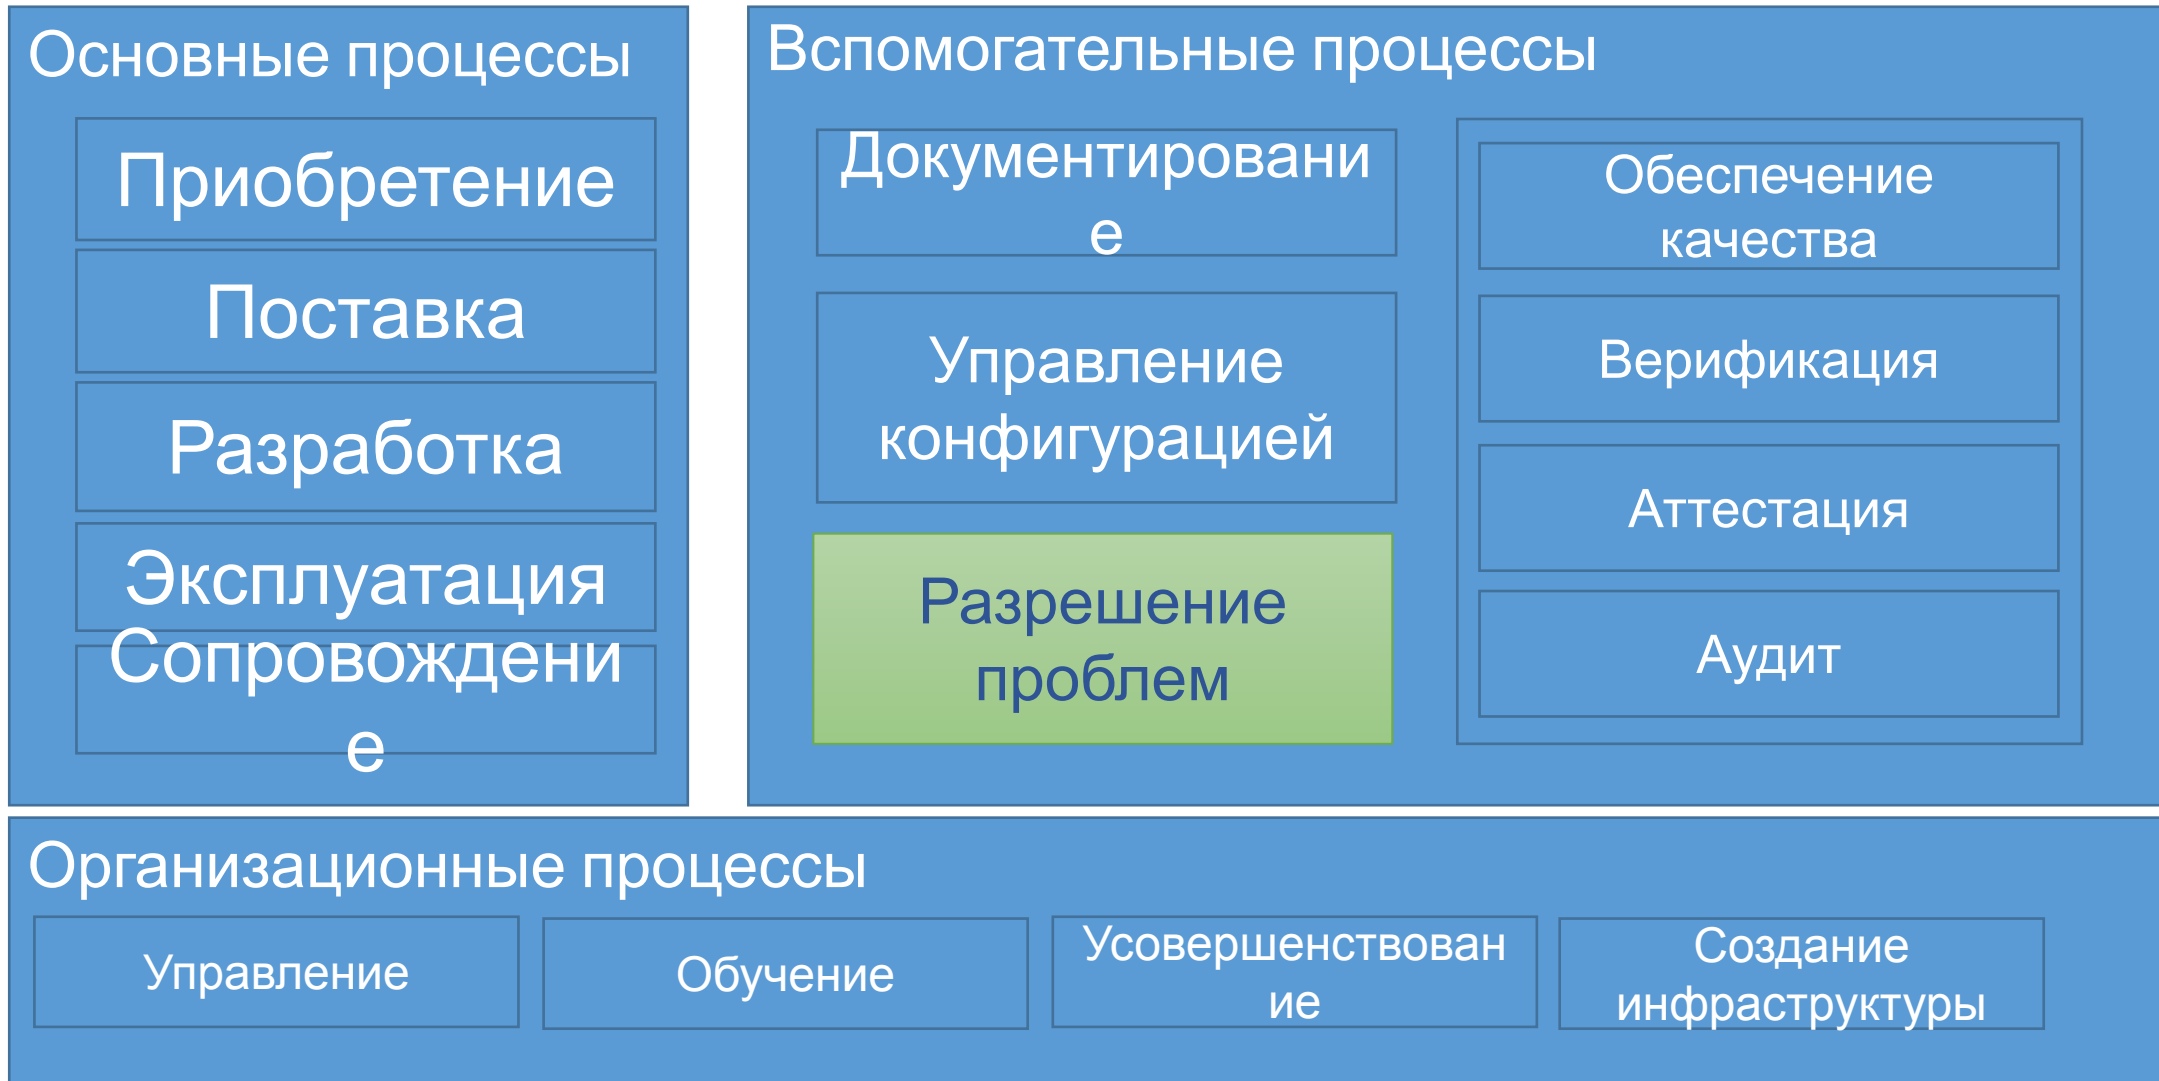 Основные процессы
Приобретение
Поставка
Разработка
Эксплуатация
Сопровождени
е
Вспомогательные процессы
Документировани
е
Управление
конфигурацией
Разрешение
проблем
Обеспечение
качества
Верификация
Аттестация
Аудит
Организационные процессы
Управление
Обучение
Усовершенствован
ие
Создание
инфраструктуры